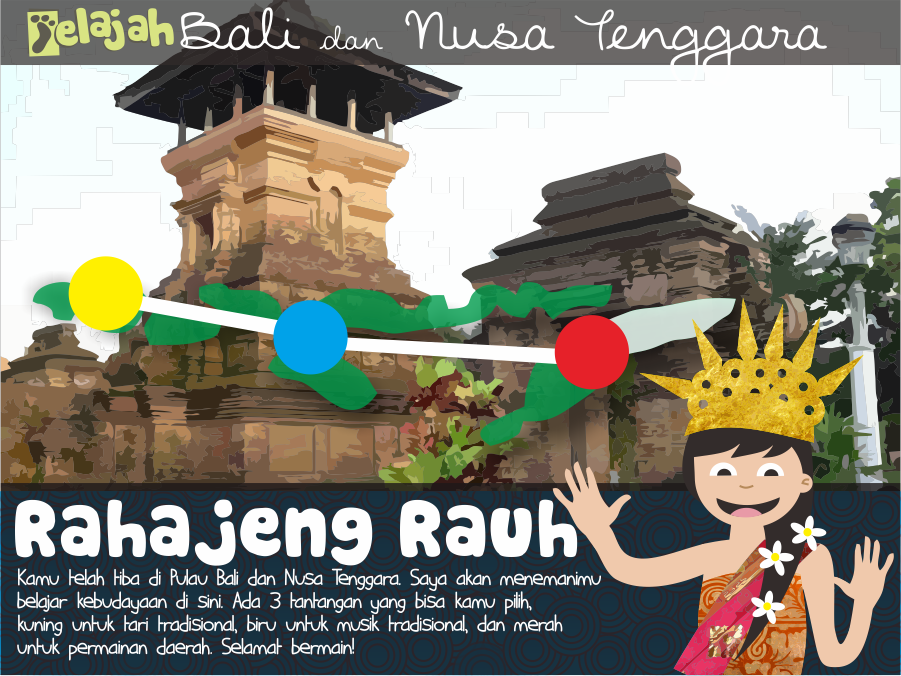 Jelajah Bali dan Nusa Tenggara
Rahajeng Rauh
Kamu telah tiba di Pulau Bali dan Nusa Tenggara. Saya akan menemanimu
belajar kebudayaan di sini. Ada 3 tantangan yang bisa kamu pilih,
kuning untuk tari tradisional, biru untuk musik tradisional, dan merah
untuk permainan daerah. Selamat bermain!